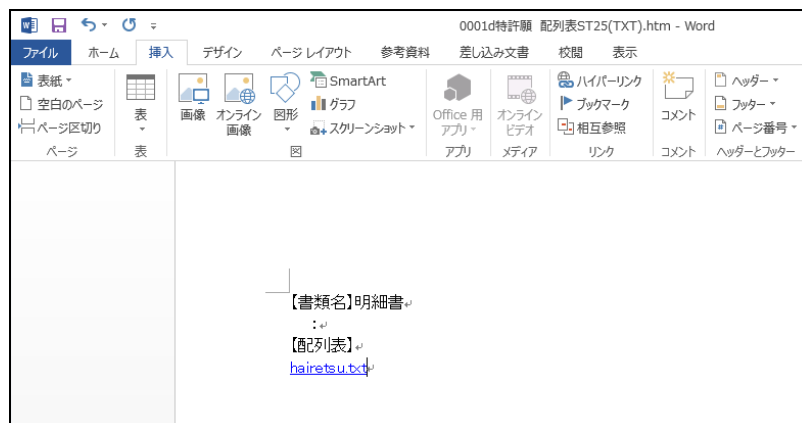 0001d特許願 配列表ST25(TXT).htm - Word
ファイル ホーム 挿入 デザイン ページ レイアウト 参考資料 差し込み文書 校閲 表示
表紙
空白のページ
ページ区切り
ページ
表
表
画像
オンライン
画像
図形
SmartArt
グラフ
スクリーンショット
図
Office 用
アプリ
アプリ
オンライン
ビデオ
メディア
ハイパーリンク
ブックマーク
相互参照
リンク
コメント
コメント
ヘッダー
フッター
ページ番号
ヘッダーとフッター
【書類名】明細書
:
【配列表】
hairetsu.txt